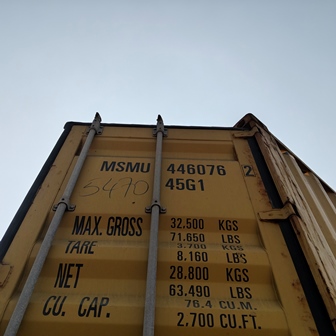 MSMU 446076 2
5470 45G1
MAX. GROSS 32.500 KGS
71.650 LBS
TARE 3.700 KGS
8.160 LBS
NET 28.800 KGS
63.490 LBS
CU. CAP. 76.4 CU.M.
2.700 CU.FT.